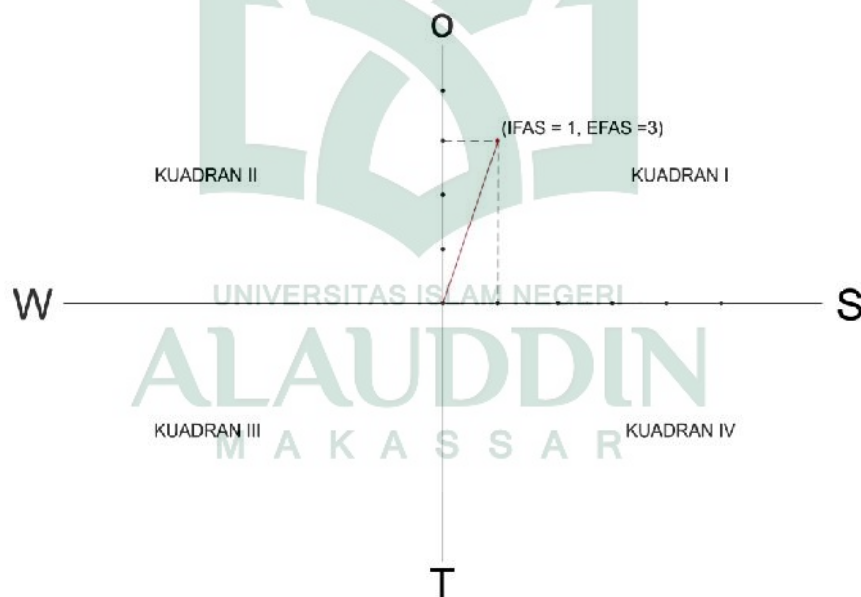 O
(IFAS = 1, EFAS =3)
KUADRAN II
KUADRAN I
W
UNIVERSITAS ISLAM NEGERI
S
ALAUDDIN
KUADRAN III
KUADRAN IV
MAKASSAR
T